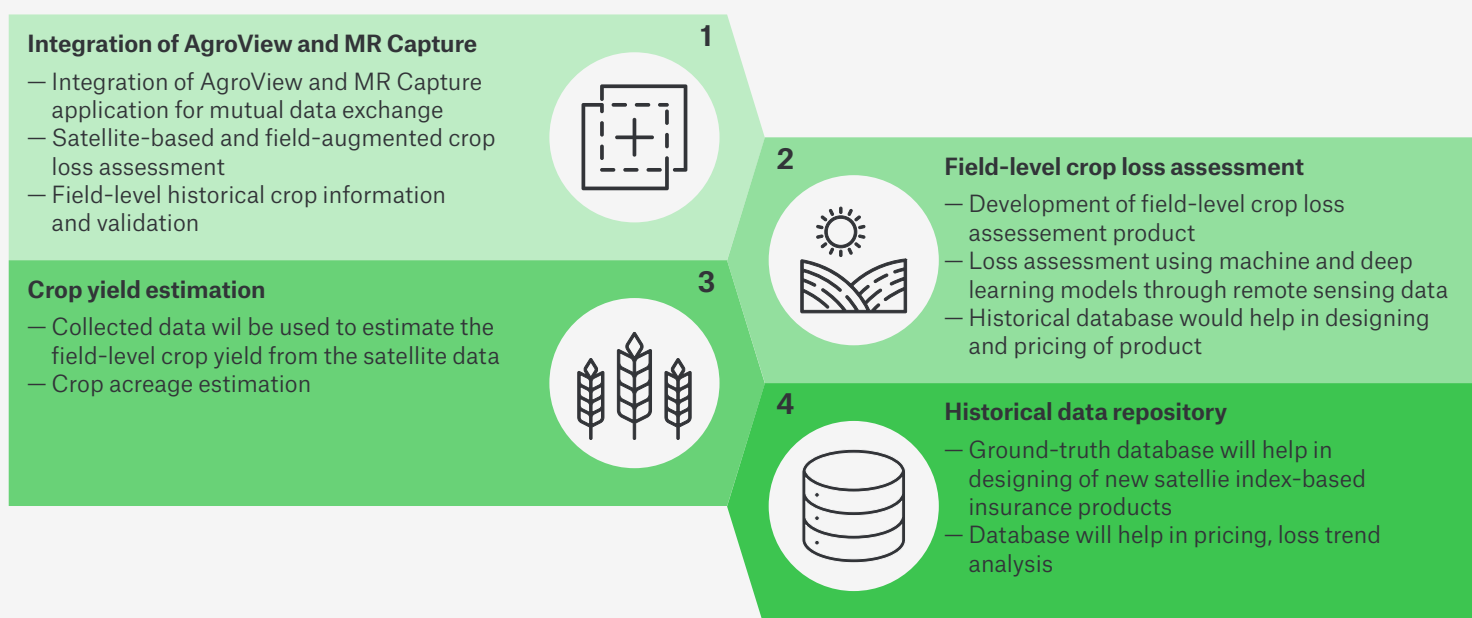 1
Integration of AgroView and MR Capture
— Integration of AgroView and MR Capture
application for mutual data exchange
— Satellite-based and field-augmented crop
loss assessment
— Field-level historical crop information
and validation
2
Field-level crop loss assessment
— Development of field-level crop loss
assessement product
— Loss assessment using machine and deep
learning models through remote sensing data
— Historical database would help in designing
and pricing of product
3
Crop yield estimation
— Collected data wil be used to estimate the
field-level crop yield from the satellite data
— Crop acreage estimation
4
Historical data repository
— Ground-truth database will help in
designing of new satellie index-based
insurance products
— Database will help in pricing, loss trend
analysis